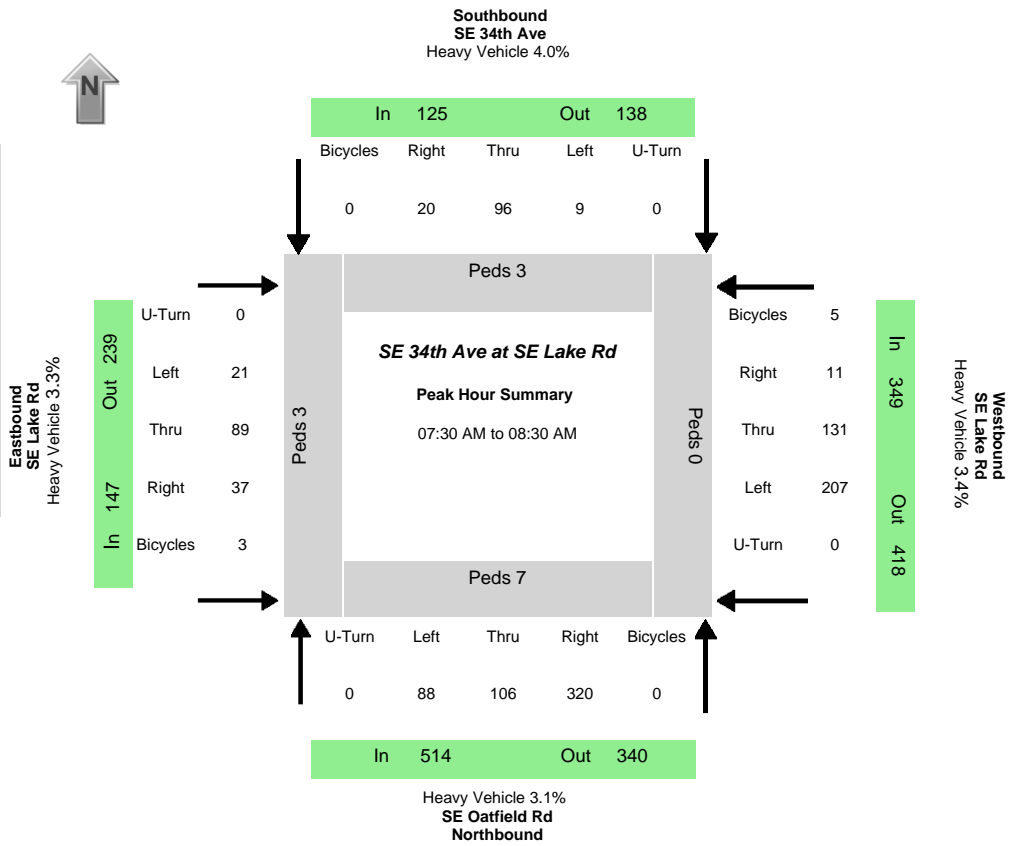 Southbound
SE 34th Ave
Heavy Vehicle 4.0%
N
In 125 Out 138
Bicycles Right Thru Left U-Turn
0 20 96 9 0
Peds 3
Eastbound
SE Lake Rd
Heavy Vehicle 3.3%
Out 239
In 147
U-Turn 0
Left 21
Thru 89
Right 37
Bicycles 3
Peds 3
SE 34th Ave at SE Lake Rd
Peak Hour Summary
07:30 AM to 08:30 AM
Peds 0
Bicycles 5
Right 11
Thru 131
Left 207
U-Turn 0
In 349
Out 418
Westbound
SE Lake Rd
Heavy Vehicle 3.4%
Peds 7
U-Turn Left Thru Right Bicycles
0 88 106 320 0
In 514 Out 340
Heavy Vehicle 3.1%
SE Oatfield Rd
Northbound